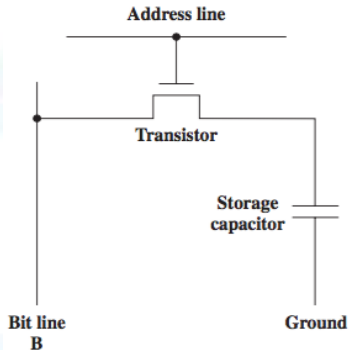 Address line
Transistor
Storage
capacitor
Bit line
B
Ground